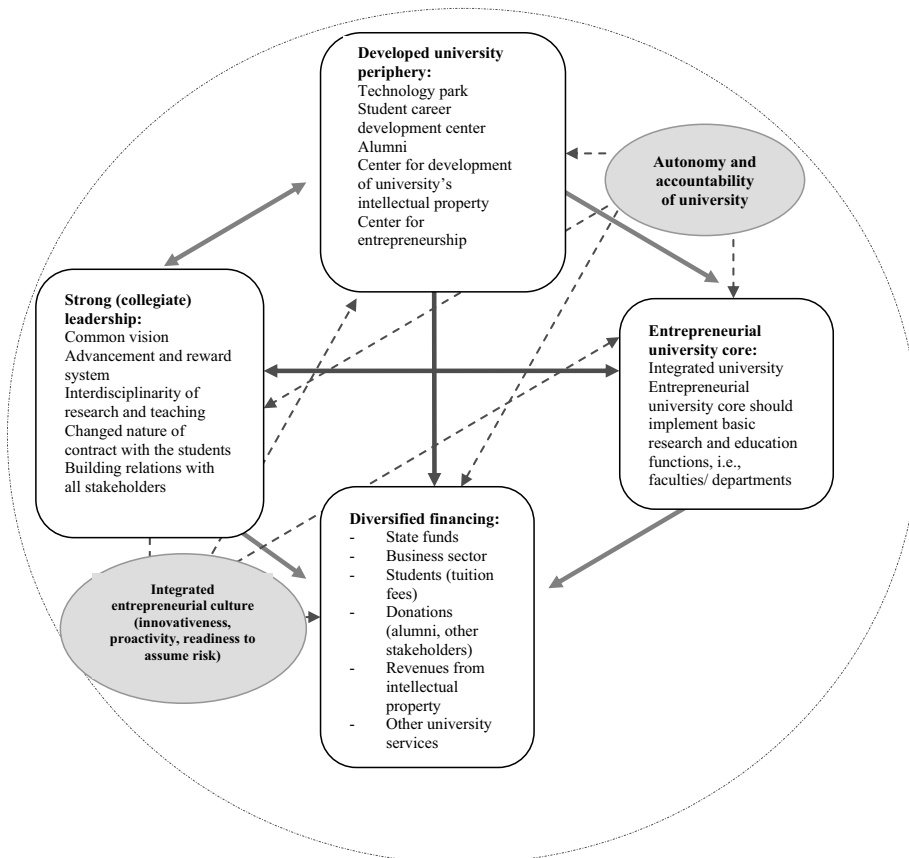 Developed university
periphery:
Technology park
Student career
development center
Alumni
Center for development
of university's
intellectual property
Center for
entrepreneurship
Autonomy and
accountability
of university
Strong (collegiate)
leadership:
Common vision
Advancement and reward
system
Interdisciplinarity of
research and teaching
Changed nature of
contract with the students
Building relations with
all stakeholders
Entrepreneurial
university core:
Integrated university
Entrepreneurial
university core should
implement basic
research and education
functions, i.e.,
faculties/ departments
Diversified financing:
- State funds
- Business sector
- Students (tuition
fees)
- Donations
(alumni, other
stakeholders)
- Revenues from
intellectual
property
- Other university
services
Integrated
entrepreneurial culture
(innovativeness,
proactivity, readiness to
assume risk)